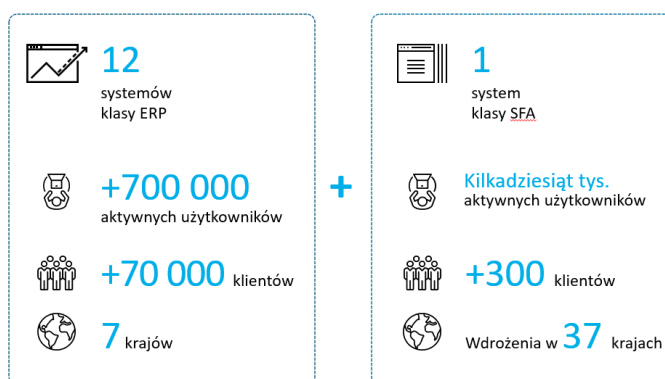 12
systemów
klasy ERP
+700 000
aktywnych użytkowników
+70 000 klientów
7 krajów
+
1
system
klasy SFA
Kilkadziesiąt tys.
aktywnych użytkowników
+300 klientów
Wdrożenia w 37 krajach